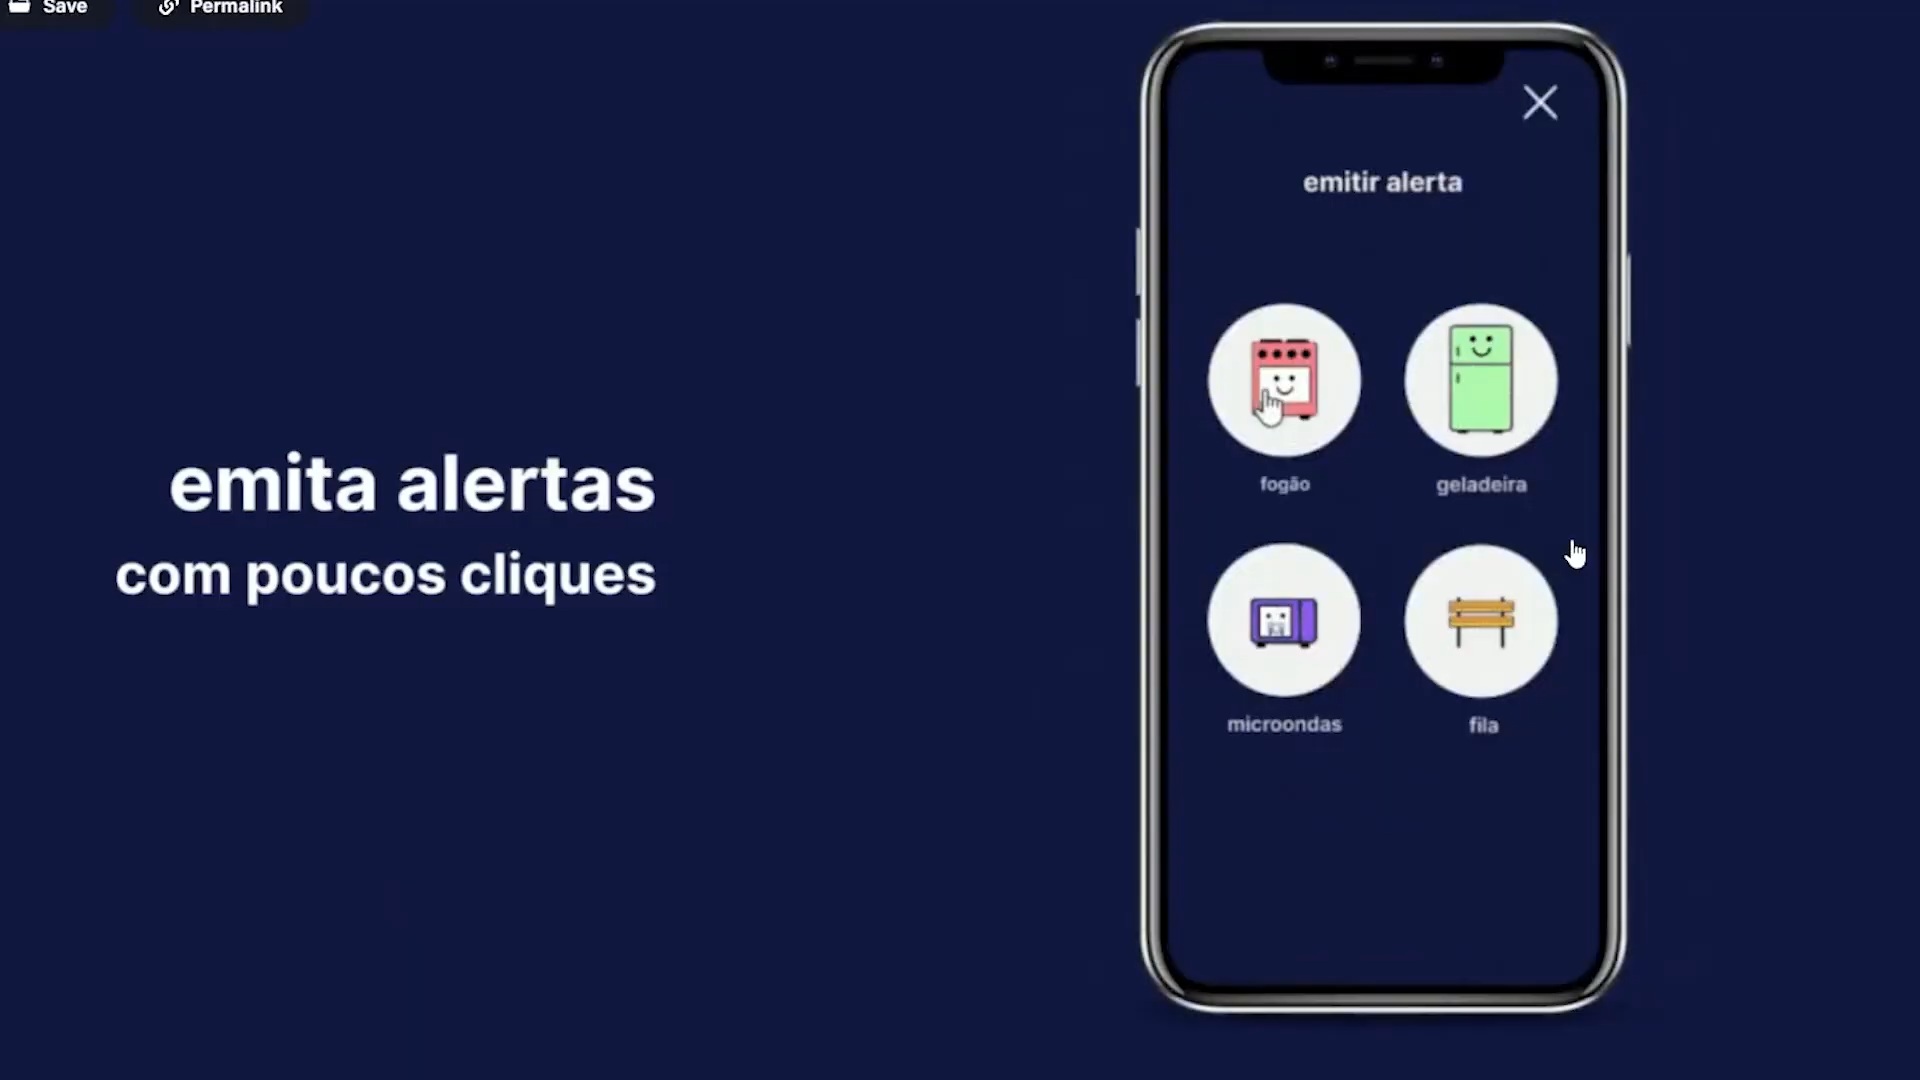 Save
Permalink
emita alertas
com poucos cliques
emitir alerta
fogão
geladeira
microondas
fila